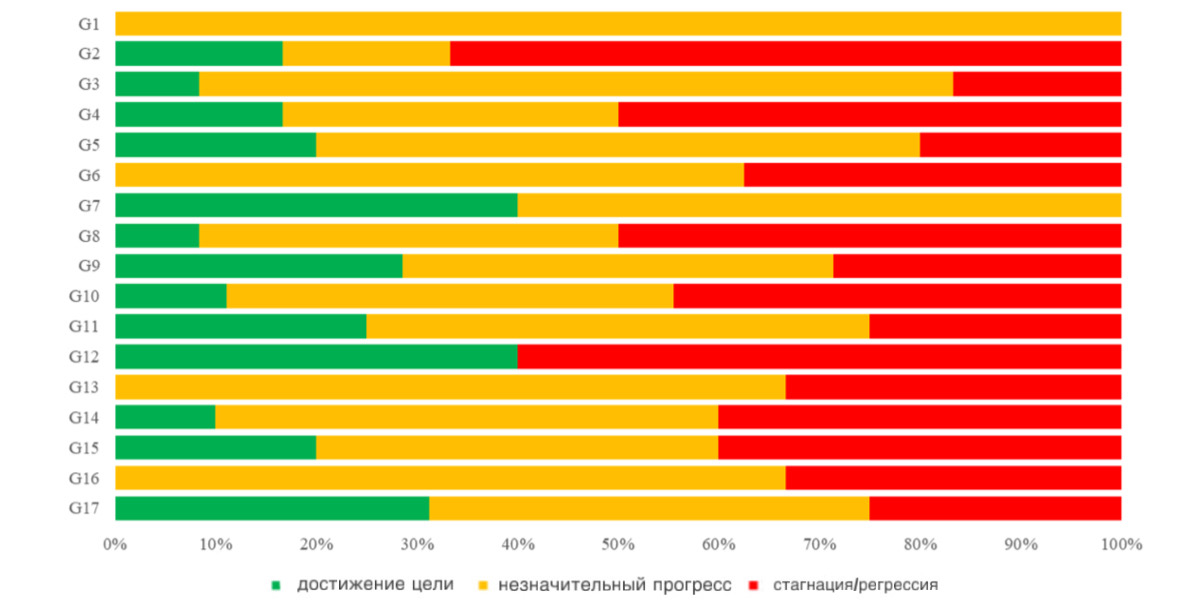 G1
G2
G3
G4
G5
G6
G7
G8
G9
G10
G11
G12
G13
G14
G15
G16
G17
0% 10% 20% 30% 40% 50% 60% 70% 80% 90% 100%
достижение цели незначительный прогресс стагнация/регрессия